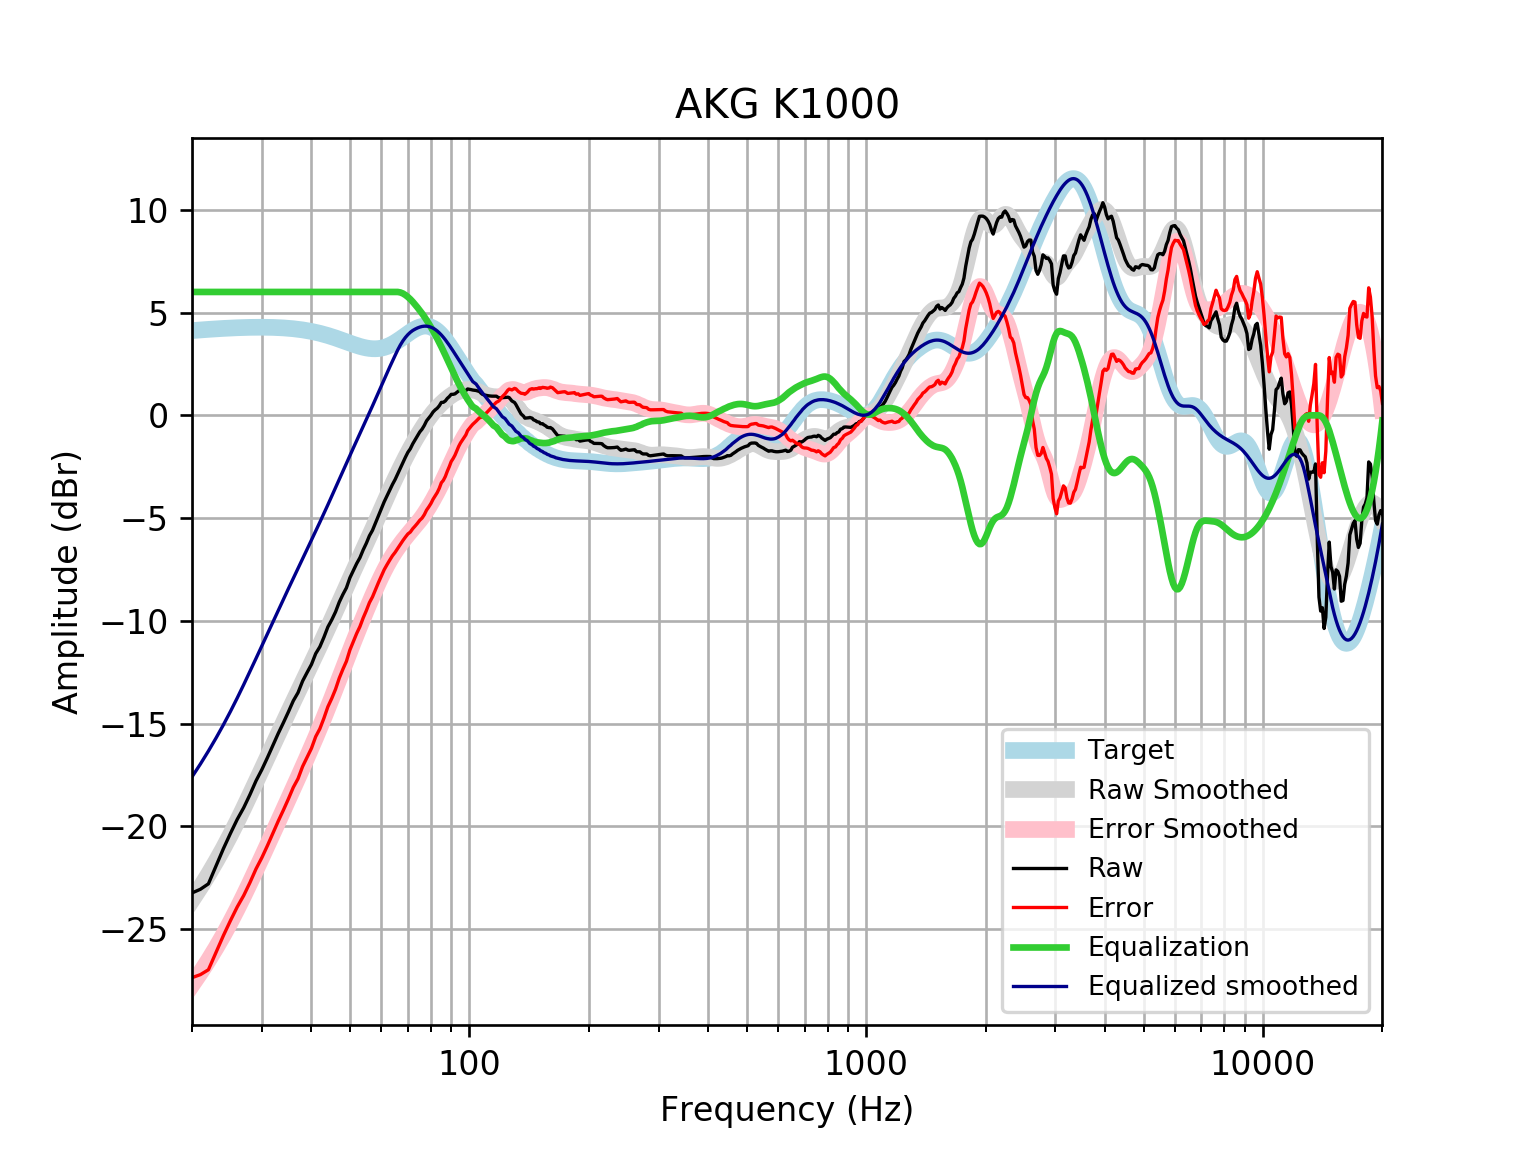 AKG K1000
Amplitude (dBr)
10
5
0
−5
−10
−15
−20
−25
100
1000
10000
Frequency (Hz)
Target
Raw Smoothed
Error Smoothed
Raw
Error
Equalization
Equalized smoothed